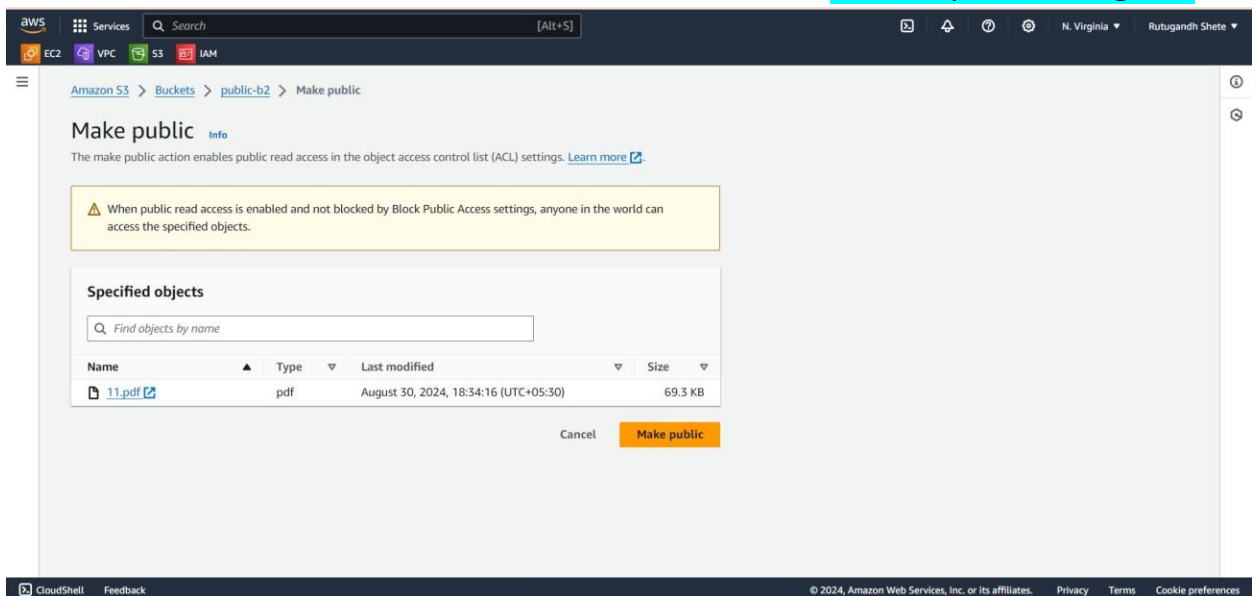 aws Services Search [Alt+S] N. Virginia Rutugandh Shete
EC2 VPC S3 IAM
Amazon S3 > Buckets > public-b2 > Make public
Make public Info
The make public action enables public read access in the object access control list (ACL) settings. Learn more.
When public read access is enabled and not blocked by Block Public Access settings, anyone in the world can
access the specified objects.
Specified objects
Find objects by name
Name Type Last modified Size
11.pdf pdf August 30, 2024, 18:34:16 (UTC+05:30) 69.3 KB
Cancel Make public
CloudShell Feedback © 2024, Amazon Web Services, Inc. or its affiliates. Privacy Terms Cookie preferences